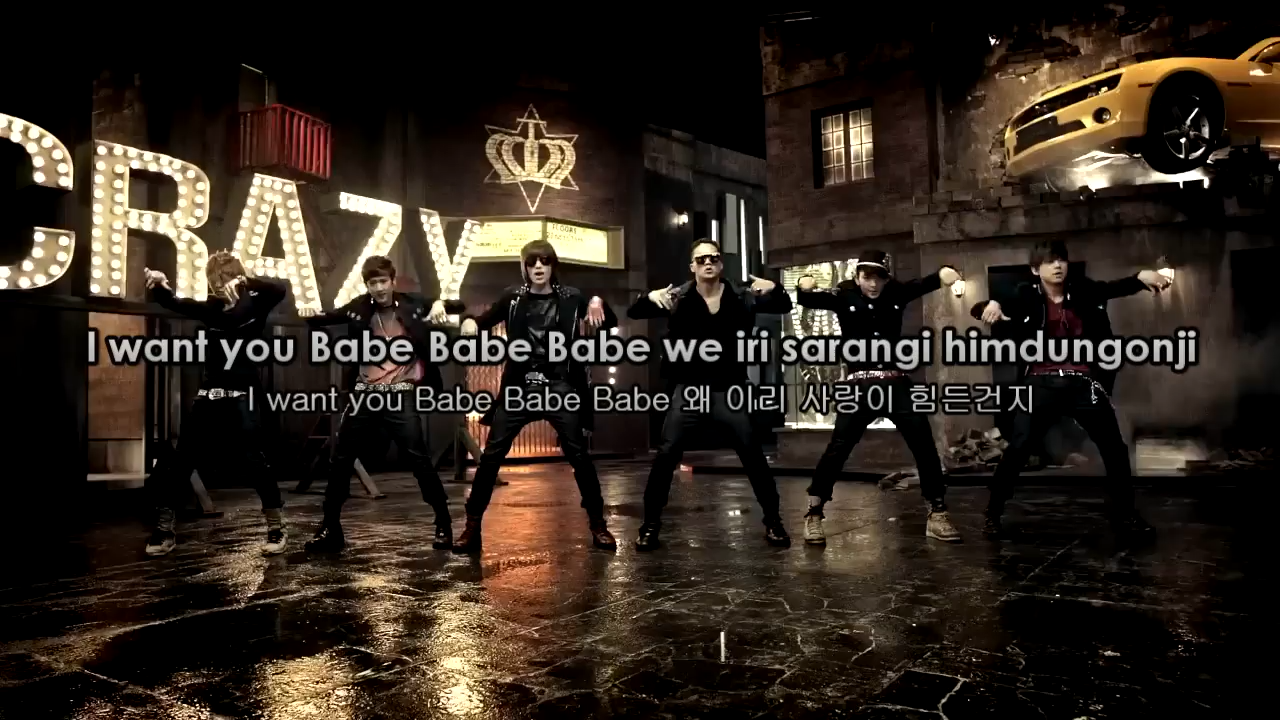 CRAZY
I want you Babe Babe Babe we iri sarangi himdungonji
I want you Babe Babe Babe 왜 이리 사랑이 힘든건지